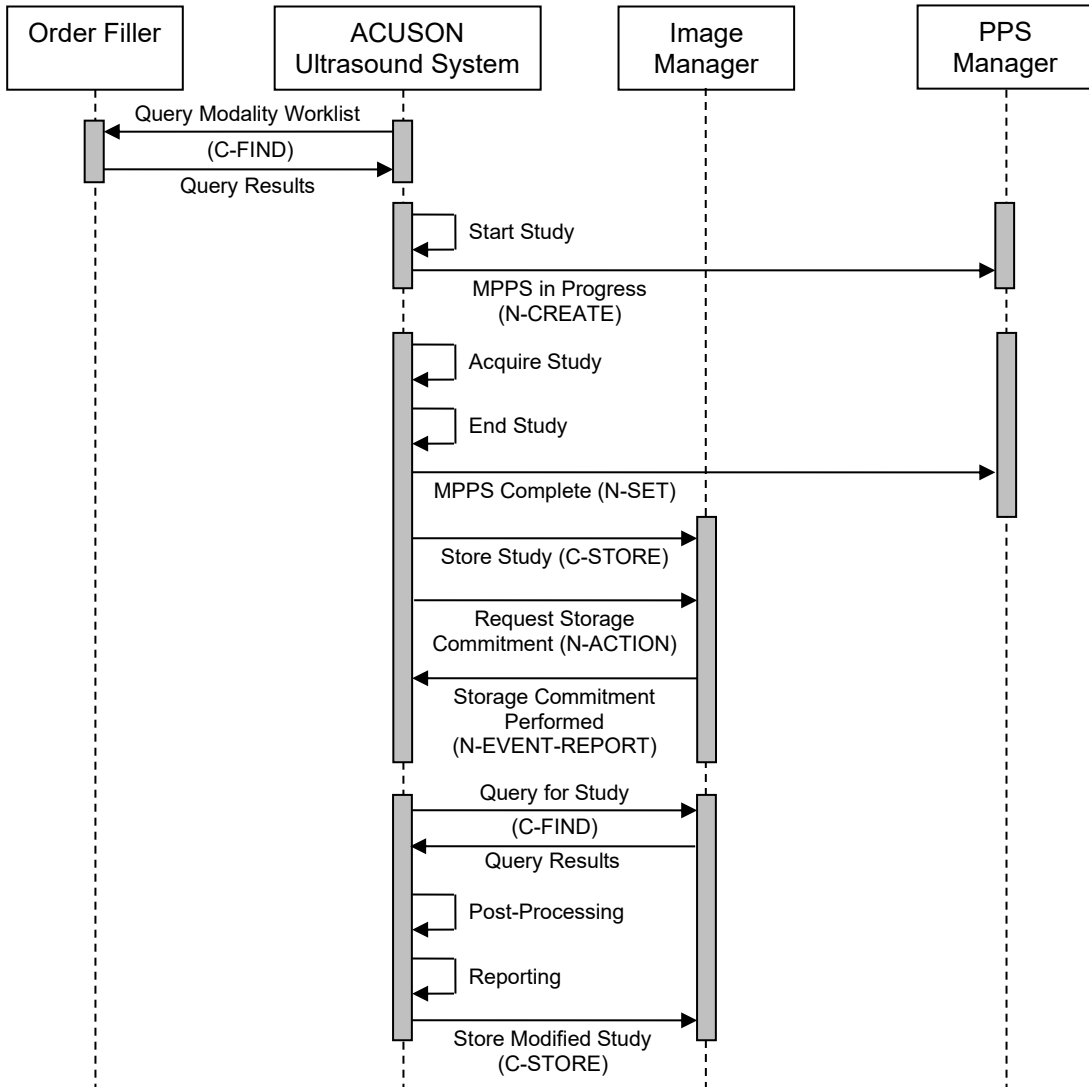 Order Filler
ACUSON
Ultrasound System
Image
Manager
PPS
Manager
Query Modality Worklist
(C-FIND)
Query Results
Start Study
MPPS in Progress
(N-CREATE)
Acquire Study
End Study
MPPS Complete (N-SET)
Store Study (C-STORE)
Request Storage
Commitment (N-ACTION)
Storage Commitment
Performed
(N-EVENT-REPORT)
Query for Study
(C-FIND)
Query Results
Post-Processing
Reporting
Store Modified Study
(C-STORE)